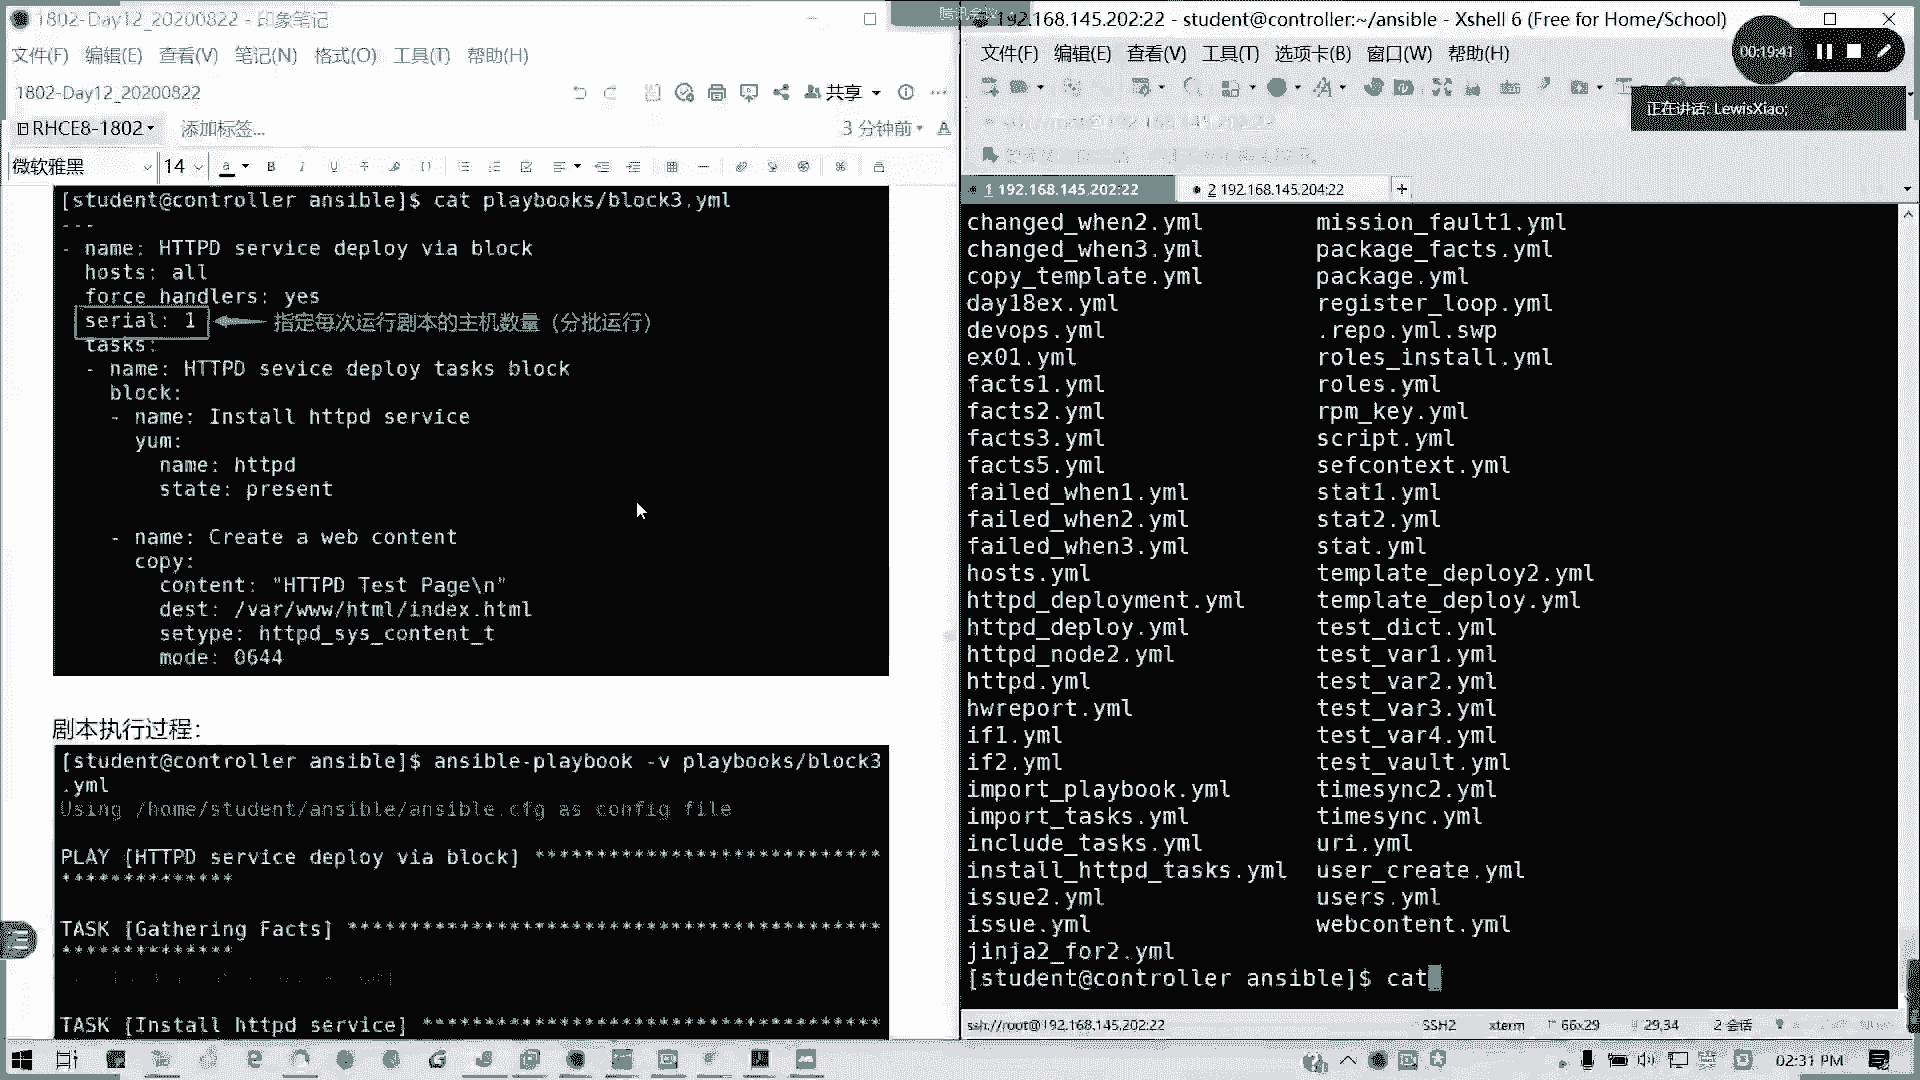 1802-Day12_20200822 - 印象笔记
文件(F) 编辑(E) 查看(V) 笔记(N) 格式(O) 工具(T) 帮助(H)
1802-Day12_20200822
共享
RHCE8-1802
添加标签...
3 分钟前
微软雅黑
14
[student@controller ansible]$ cat playbooks/block3.yml
---
- name: HTTPD service deploy via block
hosts: all
force_handlers: yes
serial: 1
指定每次运行剧本的主机数量（分批运行）
tasks:
- name: HTTPD sevice deploy tasks block
block:
- name: Install httpd service
yum:
name: httpd
state: present
- name: Create a web content
copy:
content: "HTTPD Test Page\n"
dest: /var/www/html/index.html
setype: httpd_sys_content_t
mode: 0644
剧本执行过程：
[student@controller ansible]$ ansible-playbook -v playbooks/block3
.yml
Using /home/student/ansible/ansible.cfg as config file
PLAY [HTTPD service deploy via block] ****************************
**************
TASK [Gathering Facts] *******************************************
**************
TASK [Install httpd service] *************************************
腾讯会议
192.168.145.202:22 - student@controller:~/ansible - Xshell 6 (Free for Home/School)
文件(F) 编辑(E) 查看(V) 工具(T) 选项卡(B) 窗口(W) 帮助(H)
00:19:41
正在讲话: LewisXiao;
ssh://root@192.168.145.202:22
1 192.168.145.202:22
2 192.168.145.204:22
changed_when2.yml mission_fault1.yml
changed_when3.yml package_facts.yml
copy_template.yml package.yml
day18ex.yml register_loop.yml
devops.yml .repo.yml.swp
ex01.yml roles_install.yml
facts1.yml roles.yml
facts2.yml rpm_key.yml
facts3.yml script.yml
facts5.yml sefcontext.yml
failed_when1.yml stat1.yml
failed_when2.yml stat2.yml
failed_when3.yml stat.yml
hosts.yml template_deploy2.yml
httpd_deployment.yml template_deploy.yml
httpd_deploy.yml test_dict.yml
httpd_node2.yml test_var1.yml
httpd.yml test_var2.yml
hwreport.yml test_var3.yml
if1.yml test_var4.yml
if2.yml test_vault.yml
import_playbook.yml timesync2.yml
import_tasks.yml timesync.yml
include_tasks.yml uri.yml
install_httpd_tasks.yml user_create.yml
issue2.yml users.yml
issue.yml webcontent.yml
jinja2_for2.yml
[student@controller ansible]$ cat
ssh://root@192.168.145.202:22
SSH2
xterm
66x29
29,34
2 会话
02:31 PM